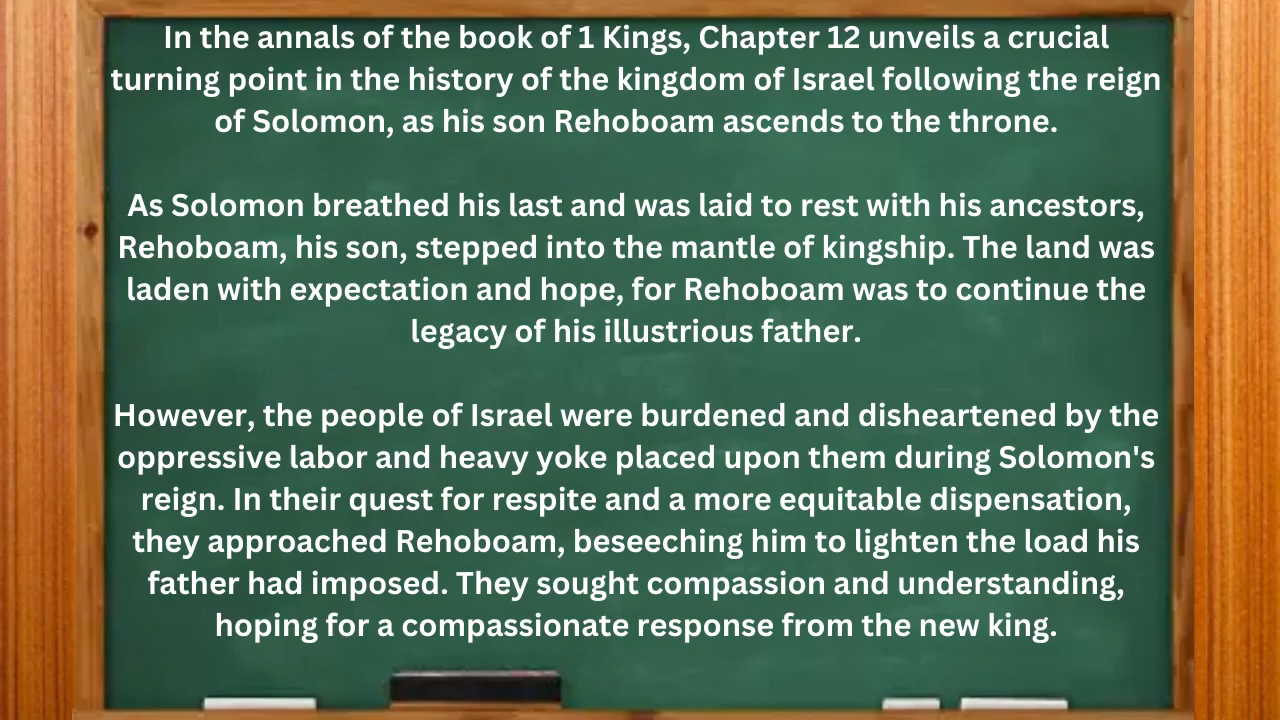 In the annals of the book of 1 Kings, Chapter 12 unveils a crucial
turning point in the history of the kingdom of Israel following the reign
of Solomon, as his son Rehoboam ascends to the throne.
As Solomon breathed his last and was laid to rest with his ancestors,
Rehoboam, his son, stepped into the mantle of kingship. The land was
laden with expectation and hope, for Rehoboam was to continue the
legacy of his illustrious father.
However, the people of Israel were burdened and disheartened by the
oppressive labor and heavy yoke placed upon them during Solomon's
reign. In their quest for respite and a more equitable dispensation,
they approached Rehoboam, beseeching him to lighten the load his
father had imposed. They sought compassion and understanding,
hoping for a compassionate response from the new king.